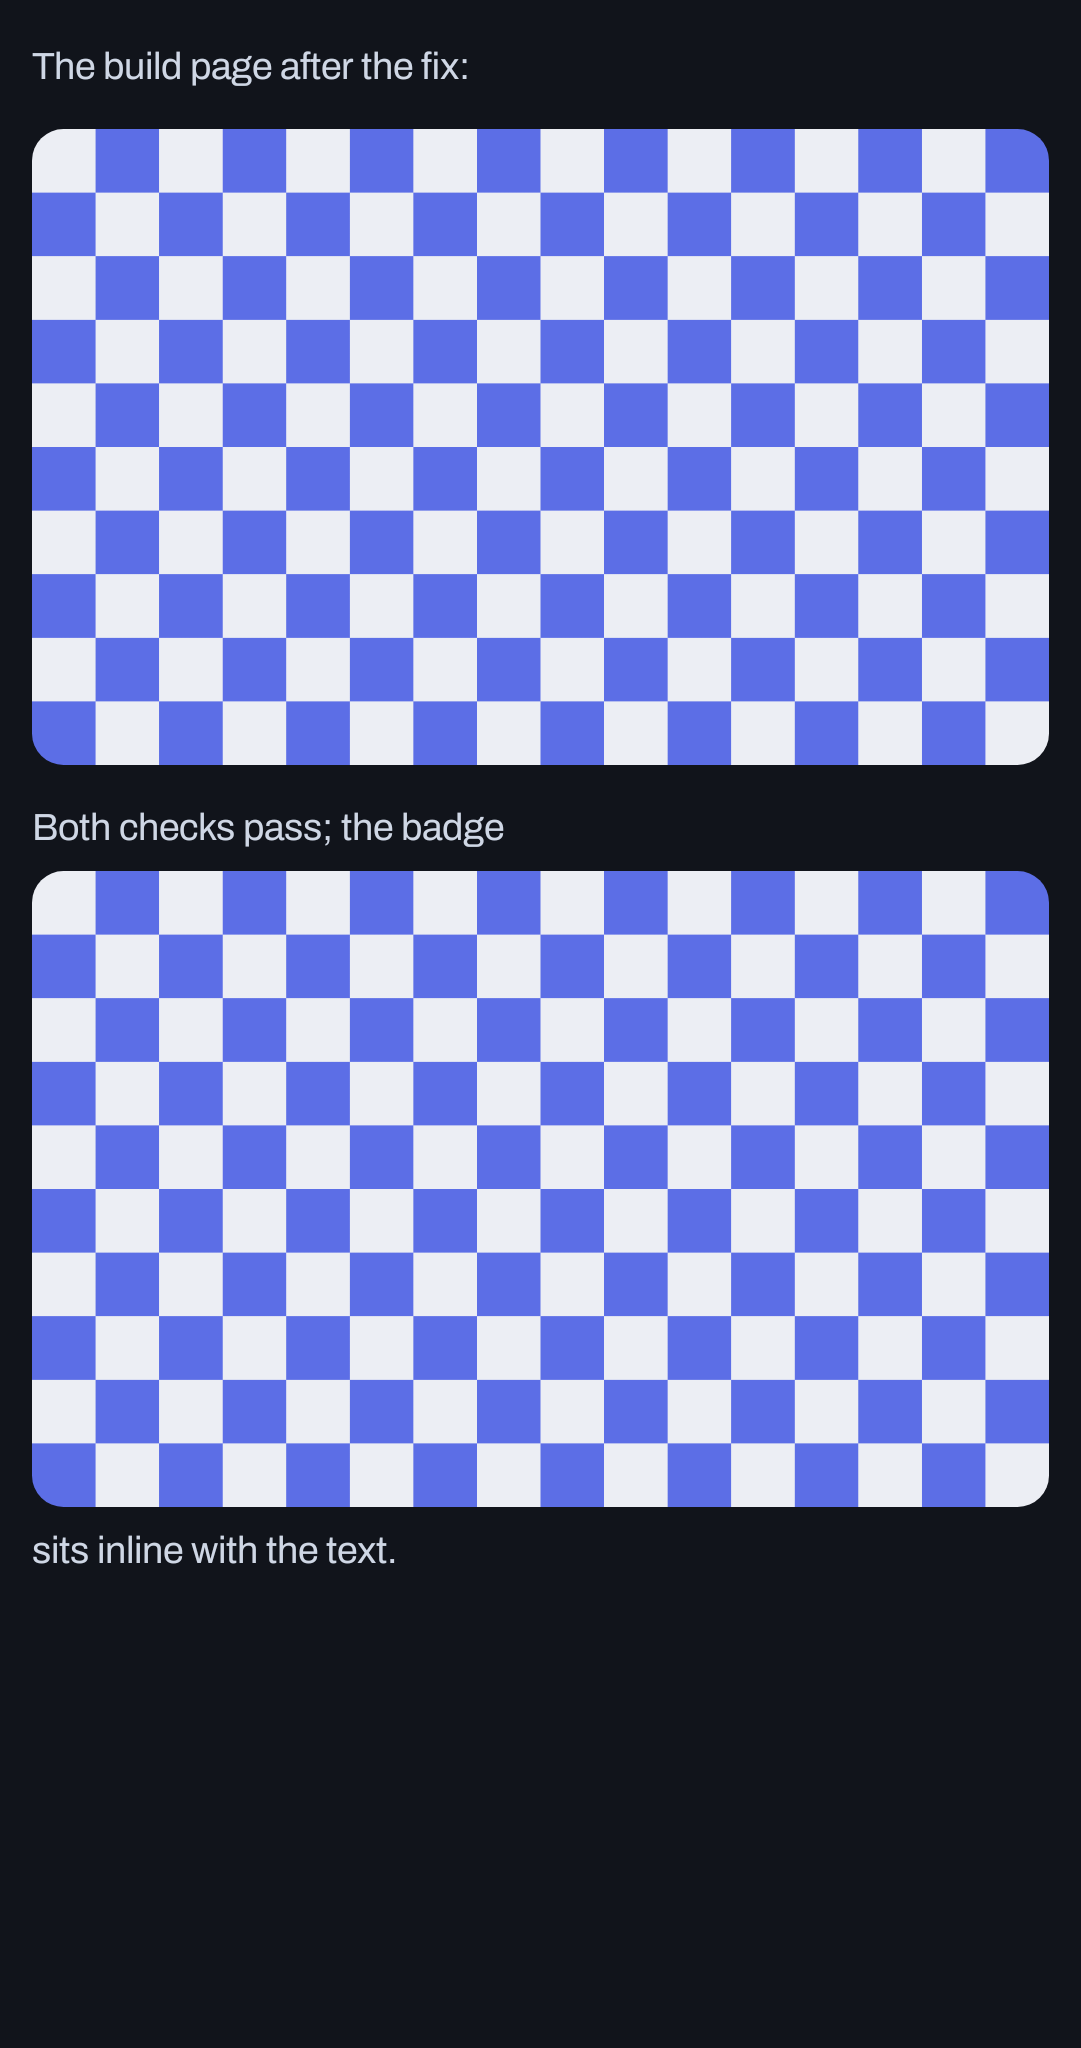 The build page after the fix:
Both checks pass; the badge
sits inline with the text.